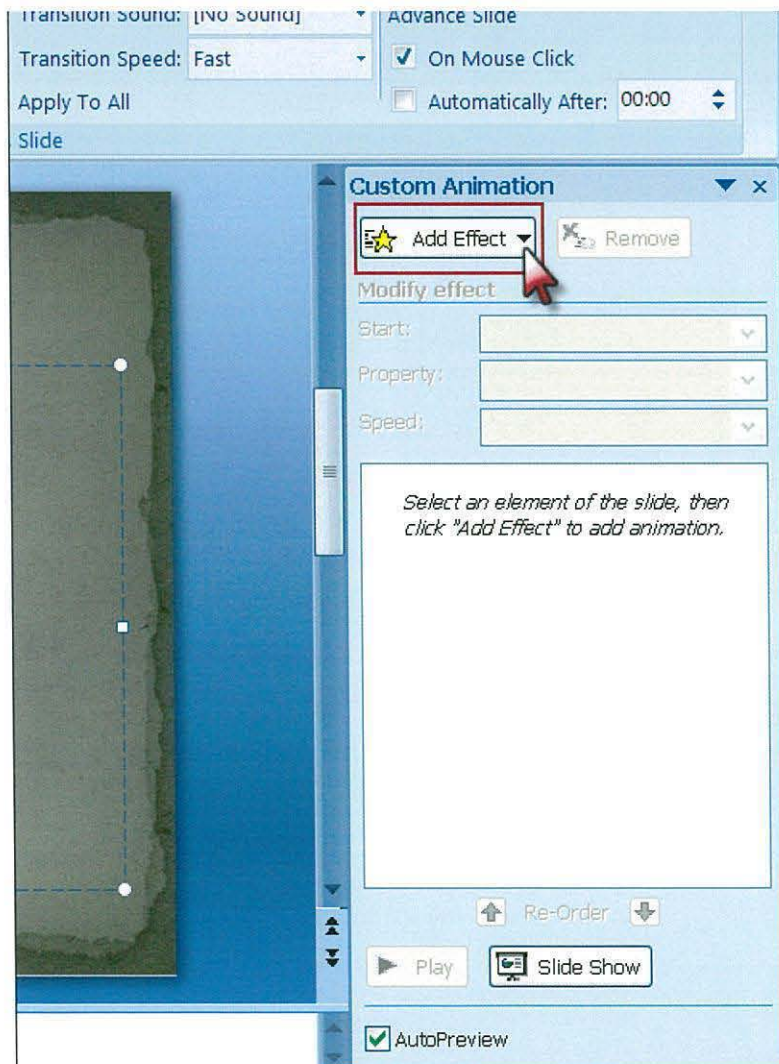 Transition Sound: [No Sound]
Advance Slide
Transition Speed: Fast
On Mouse Click
Apply To All
Automatically After: 00:00
Slide
Custom Animation
Add Effect
Remove
Modify effect
Start:
Property:
Speed:
Select an element of the slide, then
click "Add Effect" to add animation.
Re-Order
Play
Slide Show
AutoPreview